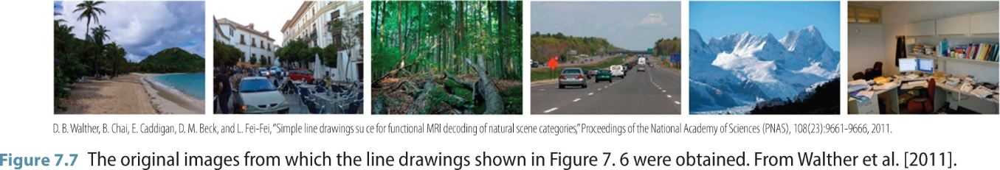 D. B. Walther, B. Chai, E. Caddigan, D. M. Beck, and L. Fei-Fei, “Simple line drawings su ce for functional MRI decoding of natural scene categories,” Proceedings of the National Academy of Sciences (PNAS), 108(23):9661-9666, 2011.
Figure 7.7 The original images from which the line drawings shown in Figure 7. 6 were obtained. From Walther et al. [2011].